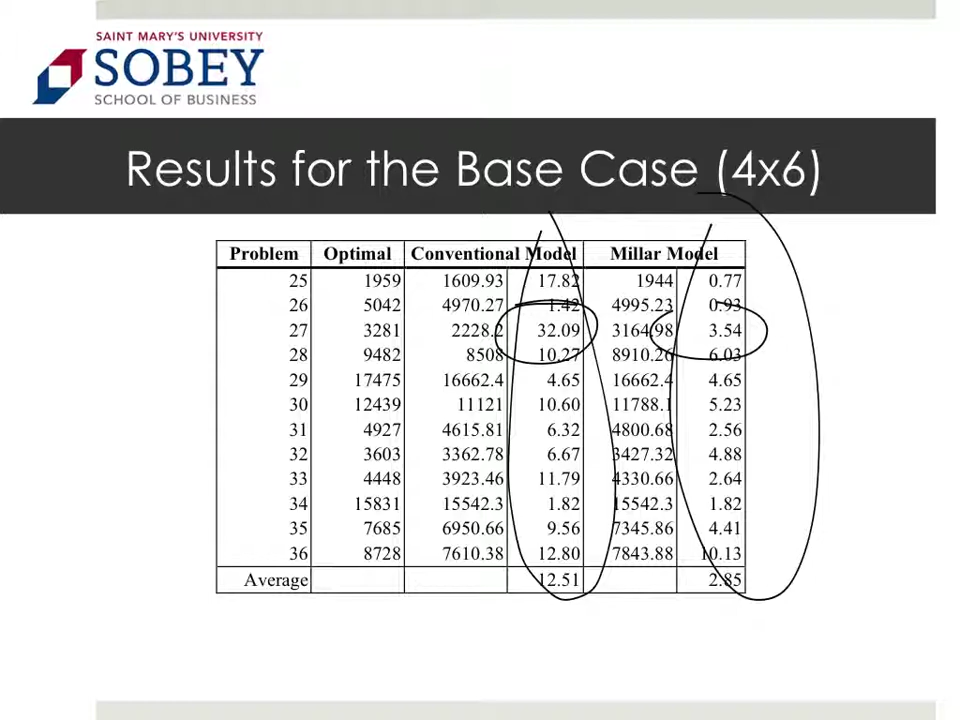 SAINT MARY'S UNIVERSITY
SOBEY
SCHOOL OF BUSINESS
Results for the Base Case (4x6)
Problem Optimal Conventional Model Millar Model
25 1959 1609.93 17.82 1944 0.77
26 5042 4970.27 1.42 4995.23 0.93
27 3281 2228.2 32.09 3164.98 3.54
28 9482 8508 10.27 8910.26 6.03
29 17475 16662.4 4.65 16662.4 4.65
30 12439 11121 10.60 11788.1 5.23
31 4927 4615.81 6.32 4800.68 2.56
32 3603 3362.78 6.67 3427.32 4.88
33 4448 3923.46 11.79 4330.66 2.64
34 15831 15542.3 1.82 15542.3 1.82
35 7685 6950.66 9.56 7345.86 4.41
36 8728 7610.38 12.80 7843.88 10.13
Average 12.51 2.85